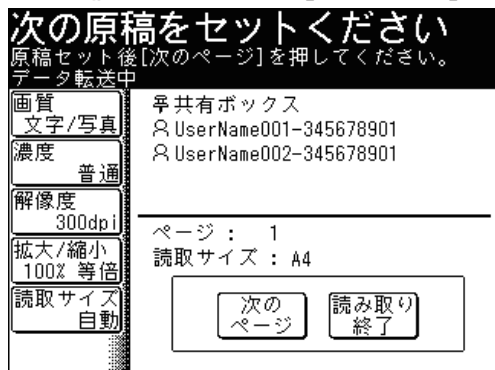 次の原稿をセットください
原稿セット後[次のページ]を押してください。
データ転送中
画質
文字/写真
濃度
普通
解像度
300dpi
拡大/縮小
100% 等倍
読取サイズ
自動
共有ボックス
UserName001-345678901
UserName002-345678901
ページ： 1
読取サイズ：A4
次の
ページ
読み取り
終了